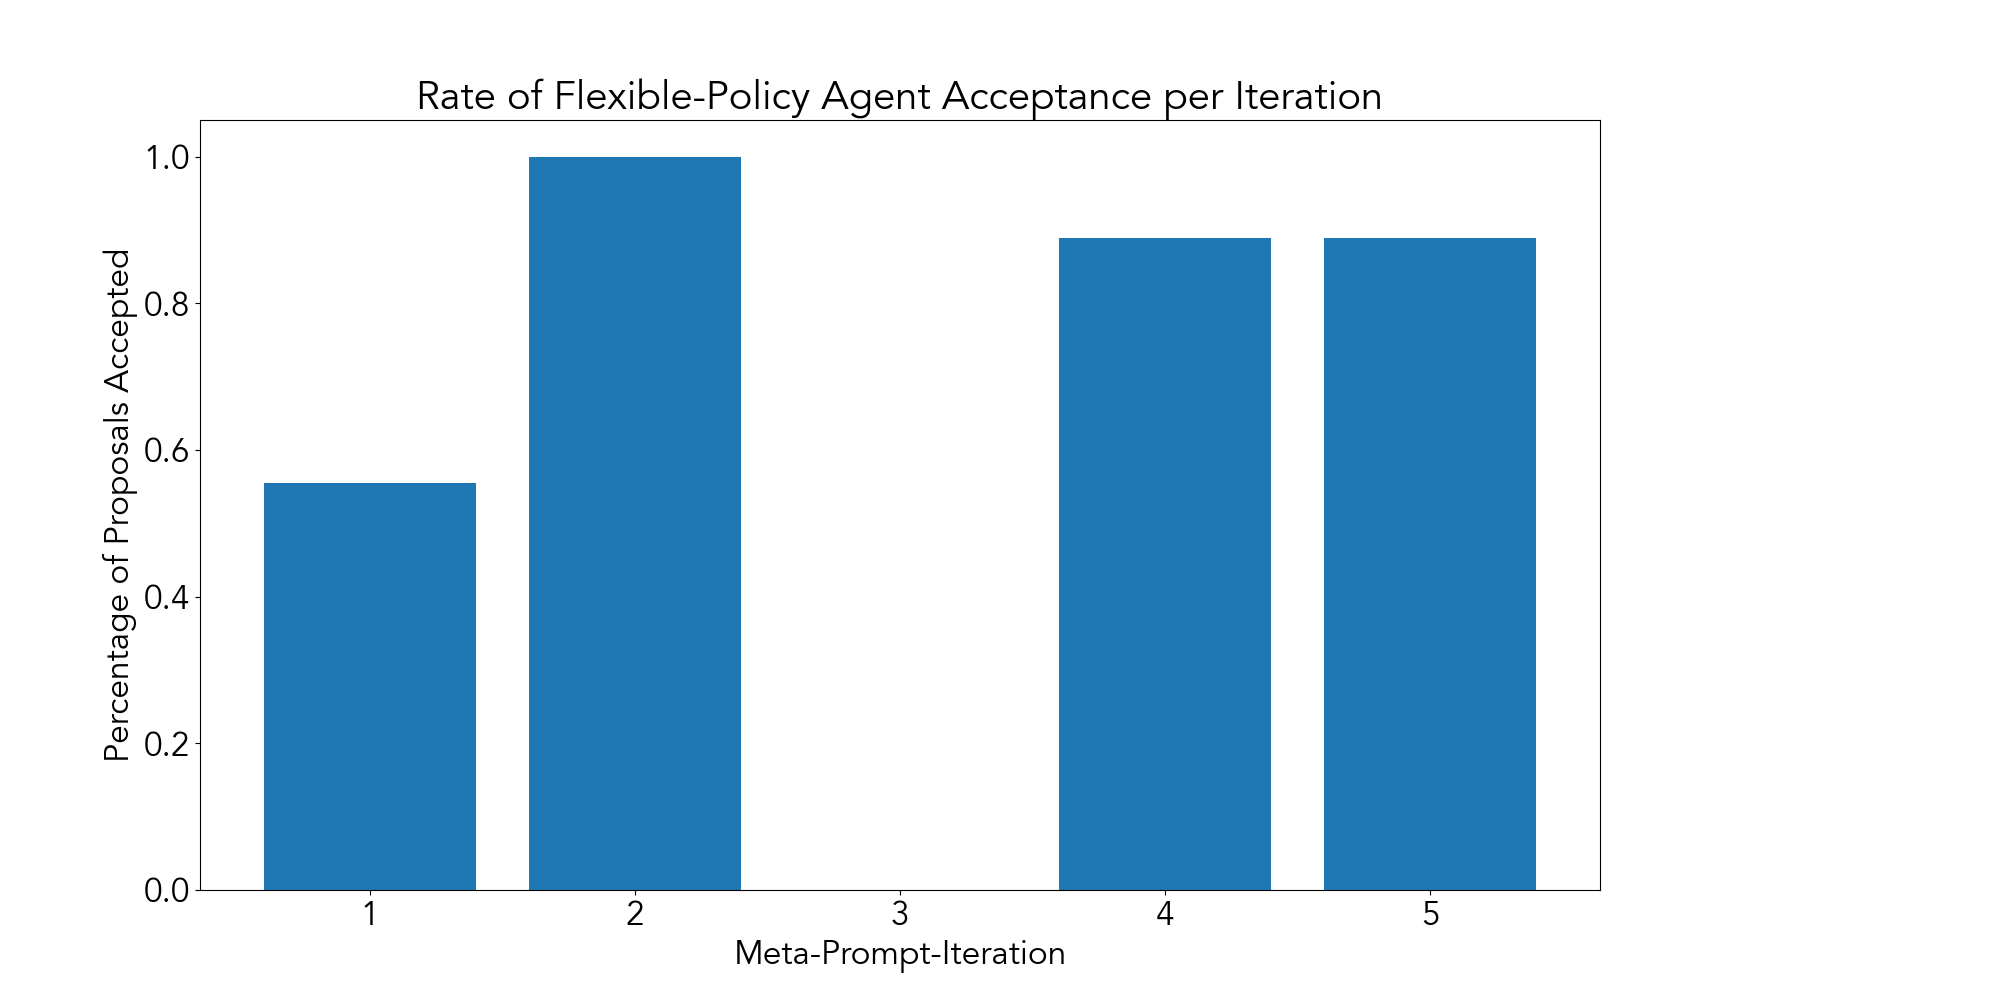 Rate of Flexible-Policy Agent Acceptance per Iteration
Percentage of Proposals Accepted
1.0
0.8
0.6
0.4
0.2
0.0
1 2 3 4 5
Meta-Prompt-Iteration